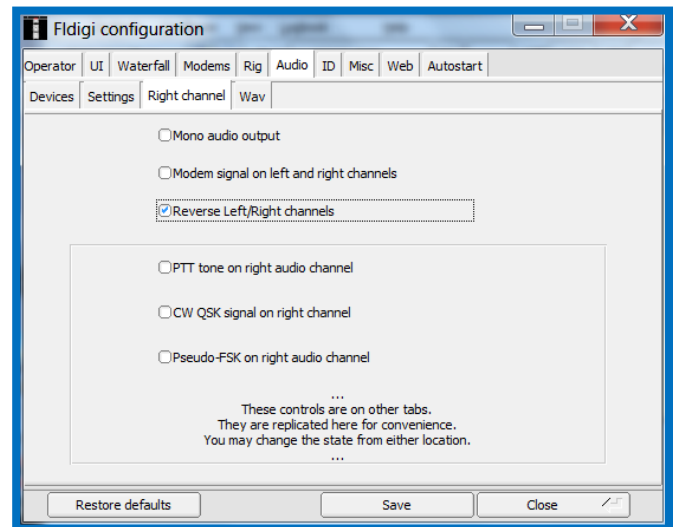 Fldigi configuration
Operator UI Waterfall Modems Rig Audio ID Misc Web Autostart
Devices Settings Right channel Wav
Mono audio output
Modem signal on left and right channels
Reverse Left/Right channels
PTT tone on right audio channel
CW QSK signal on right channel
Pseudo-FSK on right audio channel
...
These controls are on other tabs.
They are replicated here for convenience.
You may change the state from either location.
...
Restore defaults Save Close